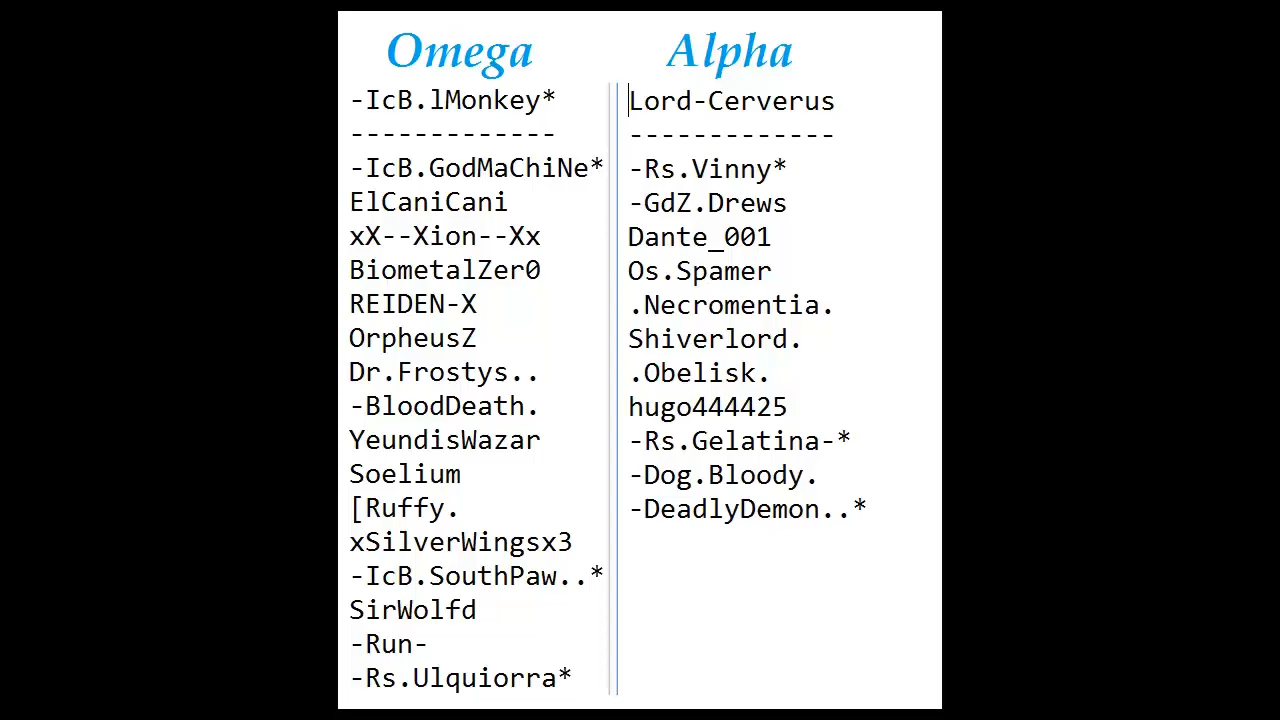 Omega
-IcB.lMonkey*
-------------
-IcB.GodMaChiNe*
ElCaniCani
xX--Xion--Xx
BiometalZer0
REIDEN-X
OrpheusZ
Dr.Frostys..
-BloodDeath.
YeundisWazar
Soelium
[Ruffy.
xSilverWingsx3
-IcB.SouthPaw..*
SirWolfd
-Run-
-Rs.Ulquiorra*
Alpha
Lord-Cerverus
-------------
-Rs.Vinny*
-GdZ.Drews
Dante_001
Os.Spamer
.Necromentia.
Shiverlord.
.Obelisk.
hugo444425
-Rs.Gelatina-*
-Dog.Bloody.
-DeadlyDemon..*